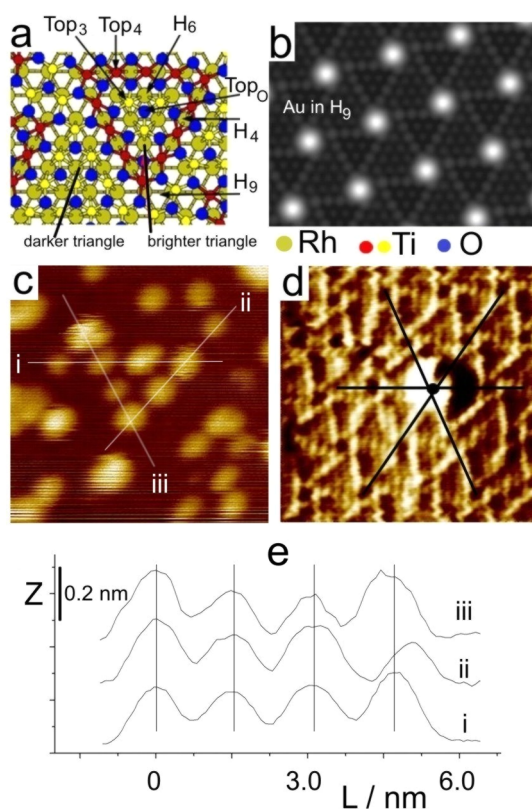 a
Top3 Top4 H6
TopO
H4
H9
darker triangle brighter triangle
b
Au in H9
Rh Ti O
c
i
ii
iii
d
e
Z 0.2 nm
iii
ii
i
0 3.0 6.0
L / nm